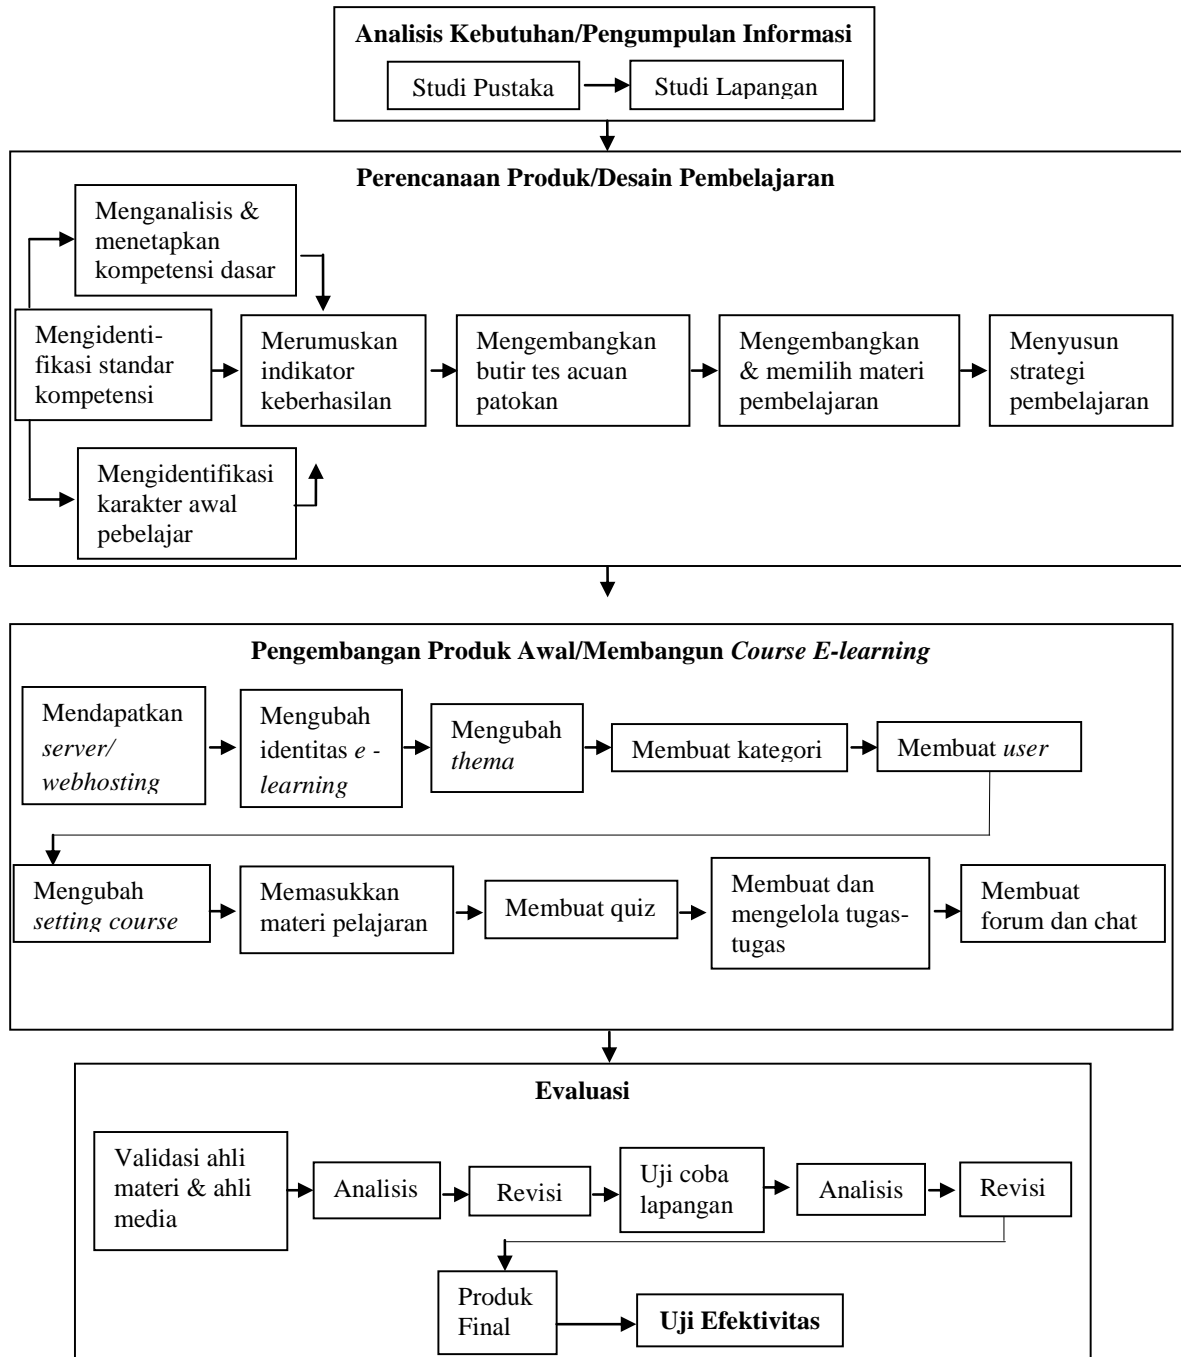 Analisis Kebutuhan/Pengumpulan Informasi
Studi Pustaka
Studi Lapangan
Perencanaan Produk/Desain Pembelajaran
Menganalisis &
menetapkan
kompetensi dasar
Mengidenti-
fikasi standar
kompetensi
Merumuskan
indikator
keberhasilan
Mengembangkan
butir tes acuan
patokan
Mengembangkan
& memilih materi
pembelajaran
Menyusun
strategi
pembelajaran
Mengidentifikasi
karakter awal
pebelajar
Pengembangan Produk Awal/Membangun Course E-learning
Mendapatkan
server/
webhosting
Mengubah
identitas e -
learning
Mengubah
thema
Membuat kategori
Membuat user
Mengubah
setting course
Memasukkan
materi pelajaran
Membuat quiz
Membuat dan
mengelola tugas-
tugas
Membuat
forum dan chat
Evaluasi
Validasi ahli
materi & ahli
media
Analisis
Revisi
Uji coba
lapangan
Analisis
Revisi
Produk
Final
Uji Efektivitas